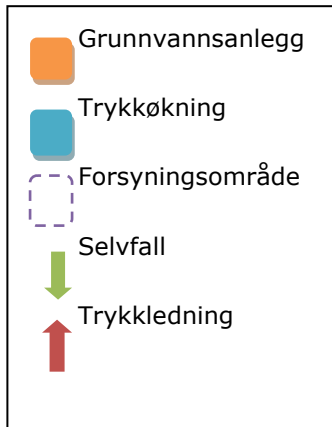 Grunnvannsanlegg
Trykkøkning
Forsyningsområde
Selvfall
Trykkledning